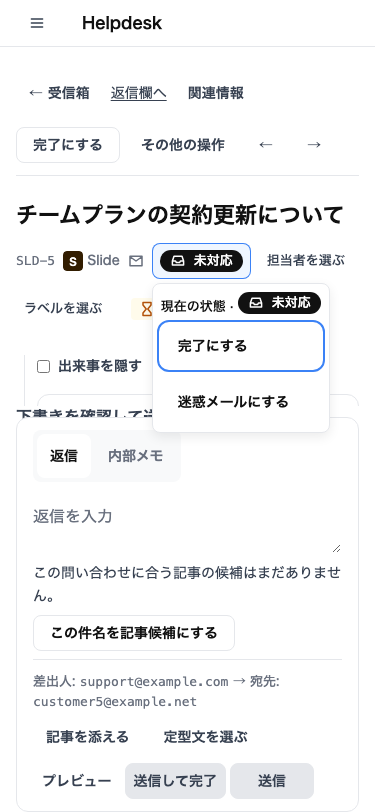 Helpdesk
← 受信箱 返信欄へ 関連情報
完了にする その他の操作 ← →
チームプランの契約更新について
SLD-5 S Slide 未対応 担当者を選ぶ
ラベルを選ぶ
現在の状態 · 未対応
完了にする
迷惑メールにする
出来事を隠す
返信 内部メモ
返信を入力
この問い合わせに合う記事の候補はまだありませ
ん。
この件名を記事候補にする
差出人: support@example.com → 宛先:
customer5@example.net
記事を添える 定型文を選ぶ
プレビュー 送信して完了 送信